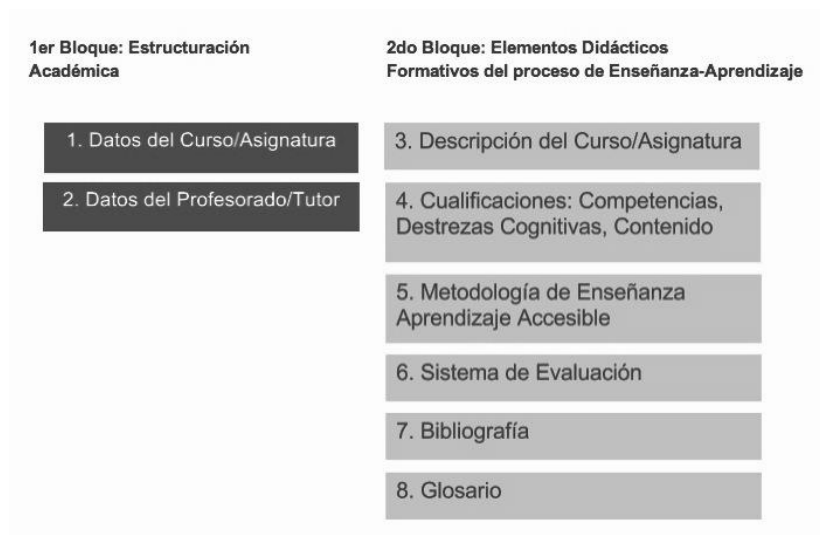 1er Bloque: Estructuración
Académica
1. Datos del Curso/Asignatura
2. Datos del Profesorado/Tutor
2do Bloque: Elementos Didácticos
Formativos del proceso de Enseñanza-Aprendizaje
3. Descripción del Curso/Asignatura
4. Cualificaciones: Competencias,
Destrezas Cognitivas, Contenido
5. Metodología de Enseñanza
Aprendizaje Accesible
6. Sistema de Evaluación
7. Bibliografía
8. Glosario